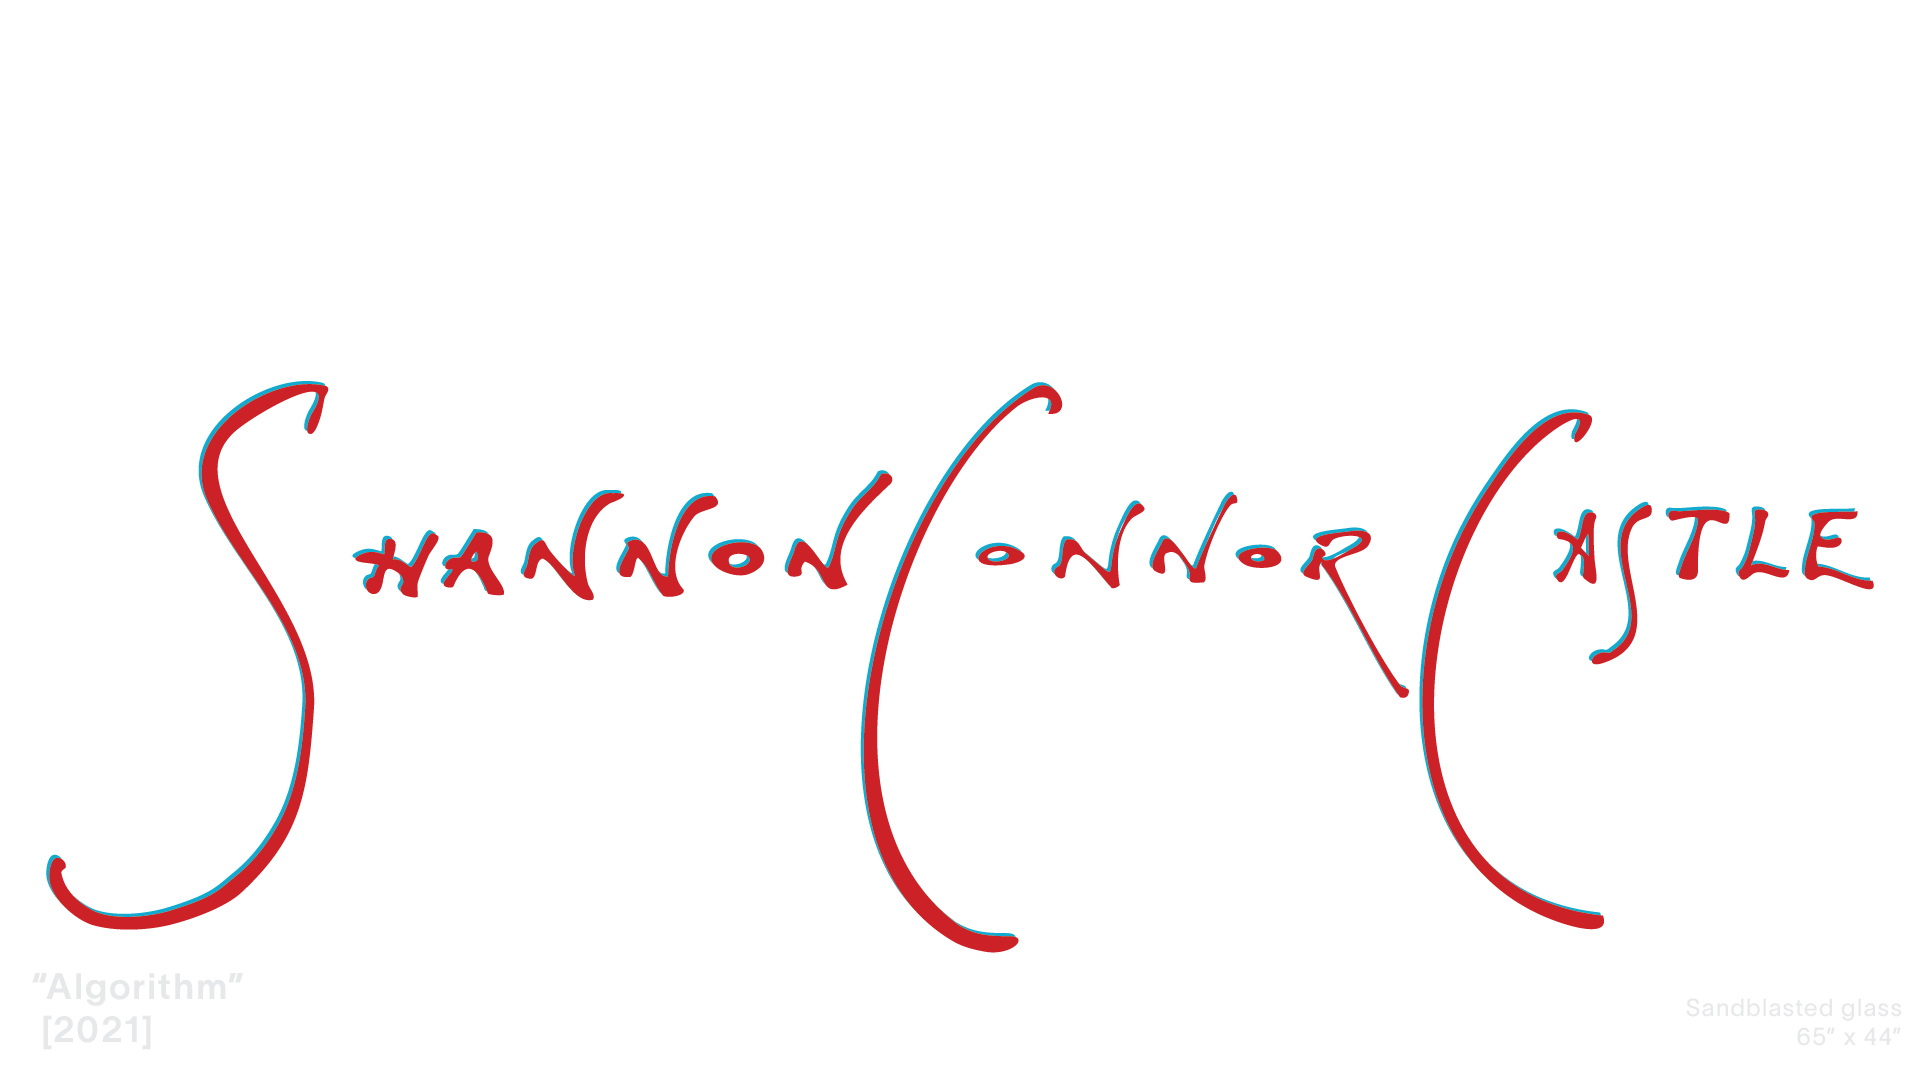 Shannon Connor Castle
“Algorithm”
[2021]
Sandblasted glass
65” x 44”